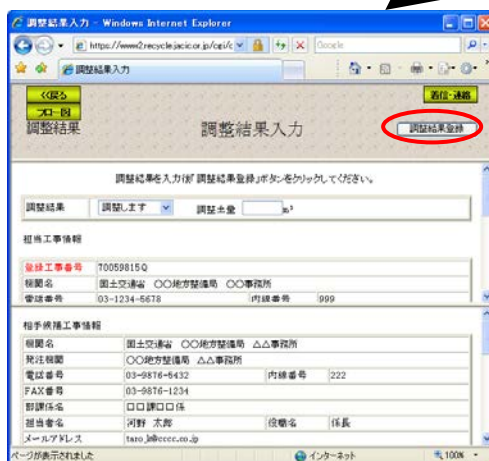 調整結果入力 - Windows Internet Explorer
https://www2.recycle.jacic.or.jp/cgi/c
Google
調整結果入力
<<戻る
フロー図
調整結果
調整結果入力
着信・連絡
調整結果登録
調整結果を入力後「調整結果登録」ボタンをクリックしてください。
調整結果 調整します 調整土量 m³
担当工事情報
登録工事番号 70059815Q
機関名 国土交通省 〇〇地方整備局 〇〇事務所
電話番号 03-1234-5678 内線番号 999
相手候補工事情報
機関名 国土交通省 〇〇地方整備局 △△事務所
発注機関 〇〇地方整備局 △△事務所
電話番号 03-9876-5432 内線番号 222
FAX番号 03-9876-1234
部課係名 □□課□□係
担当者名 河野 太郎 役職名 係長
メールアドレス
ページが表示されました インターネット 100%